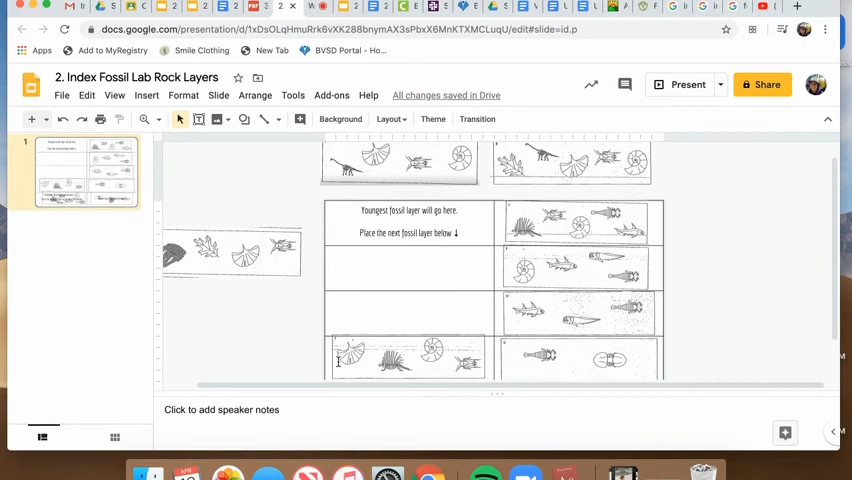 docs.google.com/presentation/d/1xDsOLqHmuRrk6vXK288bnymAX3sPbxX6MnKTXMCLuqU/edit#slide=id.p
Apps Add to MyRegistry Smile Clothing New Tab BVSD Portal - Ho...
2. Index Fossil Lab Rock Layers
File Edit View Insert Format Slide Arrange Tools Add-ons Help All changes saved in Drive
Present Share
Background Layout Theme Transition
1
Youngest fossil layer will go here.
Place the next fossil layer below ↓
Click to add speaker notes
APR